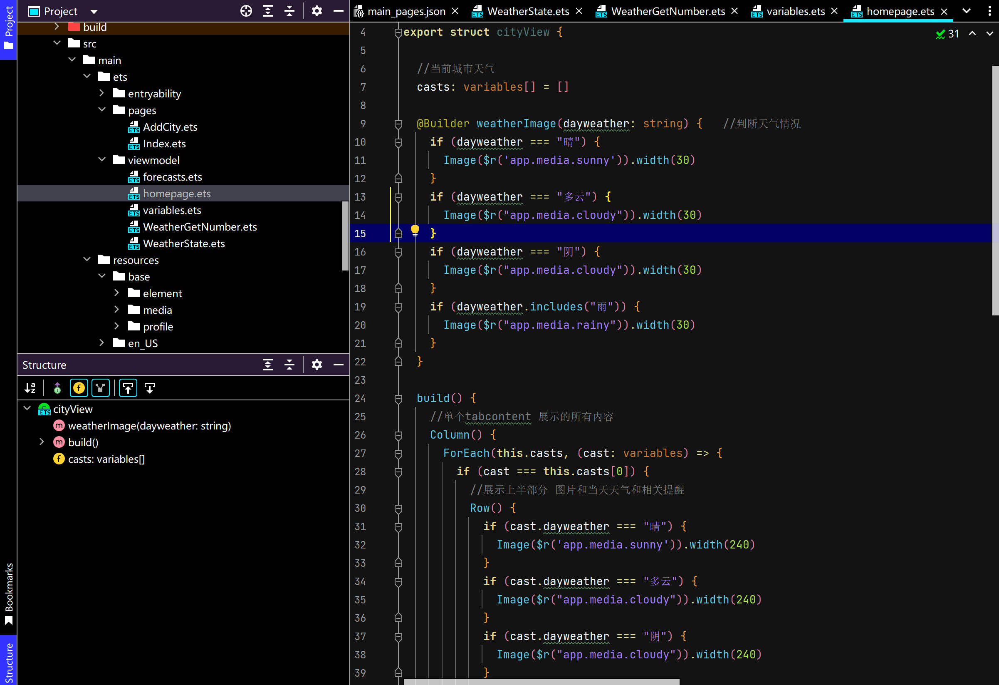 Project
Project
build
src
main
ets
entryability
pages
AddCity.ets
Index.ets
viewmodel
forecasts.ets
homepage.ets
variables.ets
WeatherGetNumber.ets
WeatherState.ets
resources
base
element
media
profile
en_US
Structure
cityView
weatherImage(dayweather: string)
build()
casts: variables[]
Bookmarks
Structure
main_pages.json
WeatherState.ets
WeatherGetNumber.ets
variables.ets
homepage.ets
31
4 export struct cityView {
5
6 //当前城市天气
7 casts: variables[] = []
8
9 @Builder weatherImage(dayweather: string) { //判断天气情况
10 if (dayweather === "晴") {
11 Image($r('app.media.sunny')).width(30)
12 }
13 if (dayweather === "多云") {
14 Image($r("app.media.cloudy")).width(30)
15 }
16 if (dayweather === "阴") {
17 Image($r("app.media.cloudy")).width(30)
18 }
19 if (dayweather.includes("雨")) {
20 Image($r("app.media.rainy")).width(30)
21 }
22 }
23
24 build() {
25 //单个tabcontent 展示的所有内容
26 Column() {
27 ForEach(this.casts, (cast: variables) => {
28 if (cast === this.casts[0]) {
29 //展示上半部分 图片和当天天气和相关提醒
30 Row() {
31 if (cast.dayweather === "晴") {
32 Image($r('app.media.sunny')).width(240)
33 }
34 if (cast.dayweather === "多云") {
35 Image($r("app.media.cloudy")).width(240)
36 }
37 if (cast.dayweather === "阴") {
38 Image($r("app.media.cloudy")).width(240)
39 }